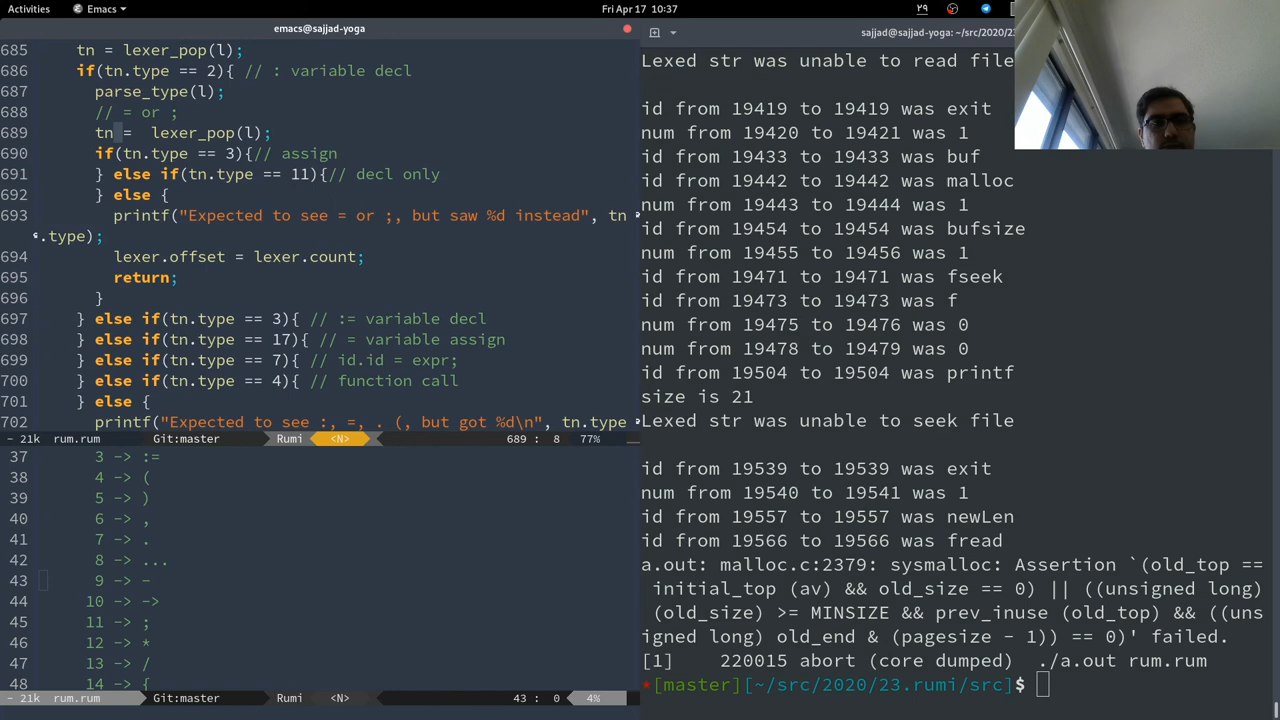 Activities
Emacs
Fri Apr 17 10:37
۲۹
emacs@sajjad-yoga
685 tn = lexer_pop(l);
686 if(tn.type == 2){ // : variable decl
687 parse_type(l);
688 // = or ;
689 tn = lexer_pop(l);
690 if(tn.type == 3){// assign
691 } else if(tn.type == 11){// decl only
692 } else {
693 printf("Expected to see = or ;, but saw %d instead", tn
.type);
694 lexer.offset = lexer.count;
695 return;
696 }
697 } else if(tn.type == 3){ // := variable decl
698 } else if(tn.type == 17){ // = variable assign
699 } else if(tn.type == 7){ // id.id = expr;
700 } else if(tn.type == 4){ // function call
701 } else {
702 printf("Expected to see :, =, . (, but got %d\n", tn.type
- 21k rum.rum Git:master Rumi <N> 689 : 8 77%
37 3 -> :=
38 4 -> (
39 5 -> )
40 6 -> ,
41 7 -> .
42 8 -> ...
43 9 -> -
44 10 -> ->
45 11 -> ;
46 12 -> *
47 13 -> /
48 14 -> {
- 21k rum.rum Git:master Rumi <N> 43 : 0 4%
sajjad@sajjad-yoga: ~/src/2020/23
Lexed str was unable to read file
id from 19419 to 19419 was exit
num from 19420 to 19421 was 1
id from 19433 to 19433 was buf
id from 19442 to 19442 was malloc
num from 19443 to 19444 was 1
id from 19454 to 19454 was bufsize
num from 19455 to 19456 was 1
id from 19471 to 19471 was fseek
id from 19473 to 19473 was f
num from 19475 to 19476 was 0
num from 19478 to 19479 was 0
id from 19504 to 19504 was printf
size is 21
Lexed str was unable to seek file
id from 19539 to 19539 was exit
num from 19540 to 19541 was 1
id from 19557 to 19557 was newLen
id from 19566 to 19566 was fread
a.out: malloc.c:2379: sysmalloc: Assertion `(old_top ==
initial_top (av) && old_size == 0) || ((unsigned long)
(old_size) >= MINSIZE && prev_inuse (old_top) && ((uns
igned long) old_end & (pagesize - 1)) == 0)' failed.
[1] 220015 abort (core dumped) ./a.out rum.rum
*[master][~/src/2020/23.rumi/src]$